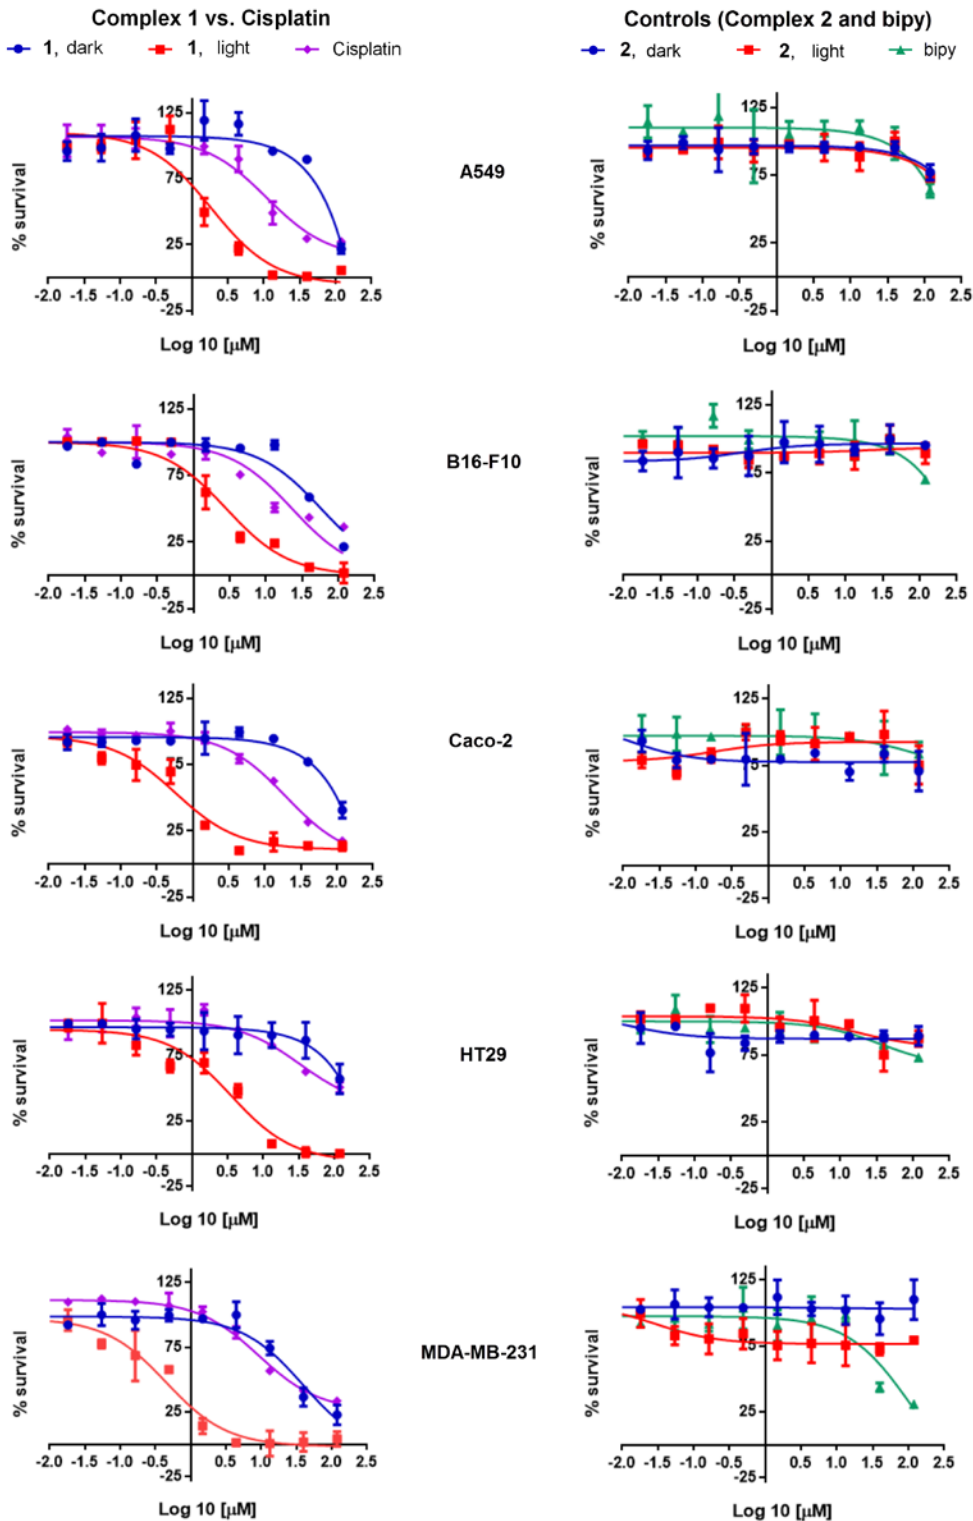 Complex 1 vs. Cisplatin
1, dark 1, light Cisplatin
Controls (Complex 2 and bipy)
2, dark 2, light bipy
125
75
25
-25
-2.0 -1.5 -1.0 -0.5 0.5 1.0 1.5 2.0 2.5
% survival
Log 10 [µM]
A549
125
75
25
-25
-2.0 -1.5 -1.0 -0.5 0.5 1.0 1.5 2.0 2.5
% survival
Log 10 [µM]
125
75
25
-25
-2.0 -1.5 -1.0 -0.5 0.5 1.0 1.5 2.0 2.5
% survival
Log 10 [µM]
B16-F10
125
75
25
-25
-2.0 -1.5 -1.0 -0.5 0.5 1.0 1.5 2.0 2.5
% survival
Log 10 [µM]
125
75
25
-25
-2.0 -1.5 -1.0 -0.5 0.5 1.0 1.5 2.0 2.5
% survival
Log 10 [µM]
Caco-2
125
75
25
-25
-2.0 -1.5 -1.0 -0.5 0.5 1.0 1.5 2.0 2.5
% survival
Log 10 [µM]
125
75
25
-25
-2.0 -1.5 -1.0 -0.5 0.5 1.0 1.5 2.0 2.5
% survival
Log 10 [µM]
HT29
125
75
25
-25
-2.0 -1.5 -1.0 -0.5 0.5 1.0 1.5 2.0 2.5
% survival
Log 10 [µM]
125
75
25
-25
-2.0 -1.5 -1.0 -0.5 0.5 1.0 1.5 2.0 2.5
% survival
Log 10 [µM]
MDA-MB-231
125
75
25
-25
-2.0 -1.5 -1.0 -0.5 0.5 1.0 1.5 2.0 2.5
% survival
Log 10 [µM]